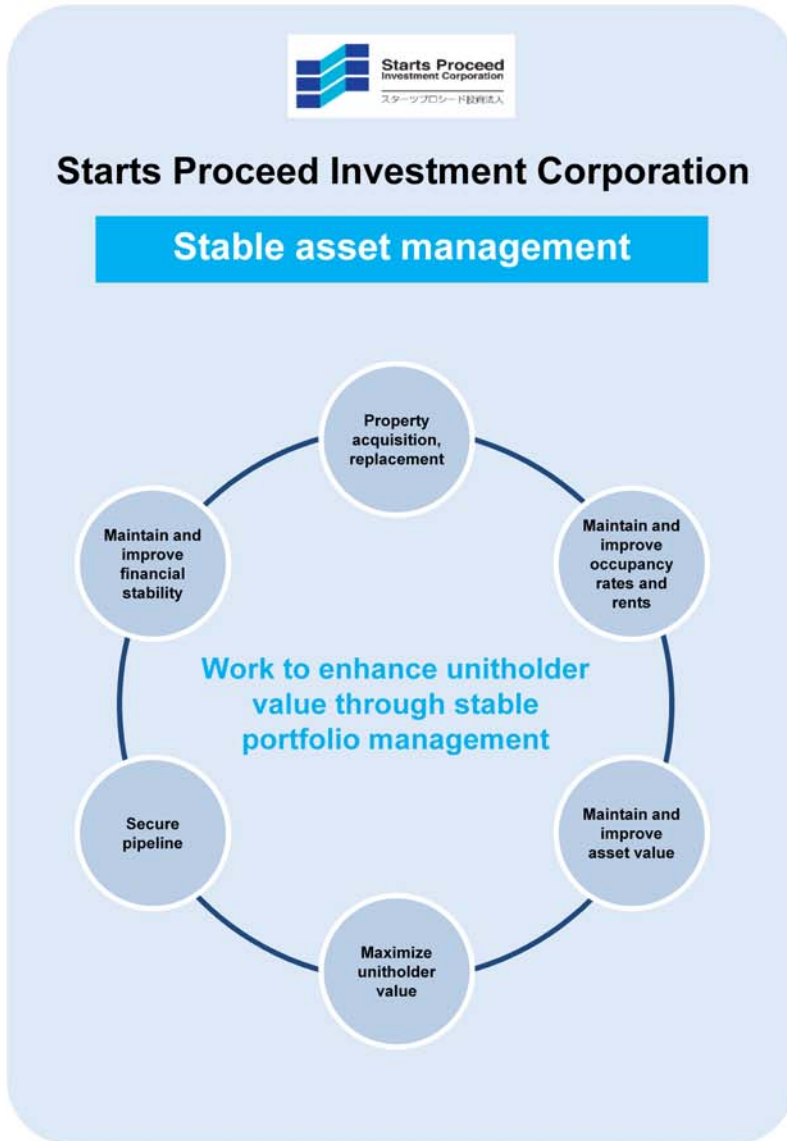 Starts Proceed
Investment Corporation
スターツプロシード投資法人
Starts Proceed Investment Corporation
Stable asset management
Property
acquisition,
replacement
Maintain and
improve
occupancy
rates and
rents
Maintain and
improve
asset value
Maximize
unitholder
value
Secure
pipeline
Maintain and
improve
financial
stability
Work to enhance unitholder
value through stable
portfolio management